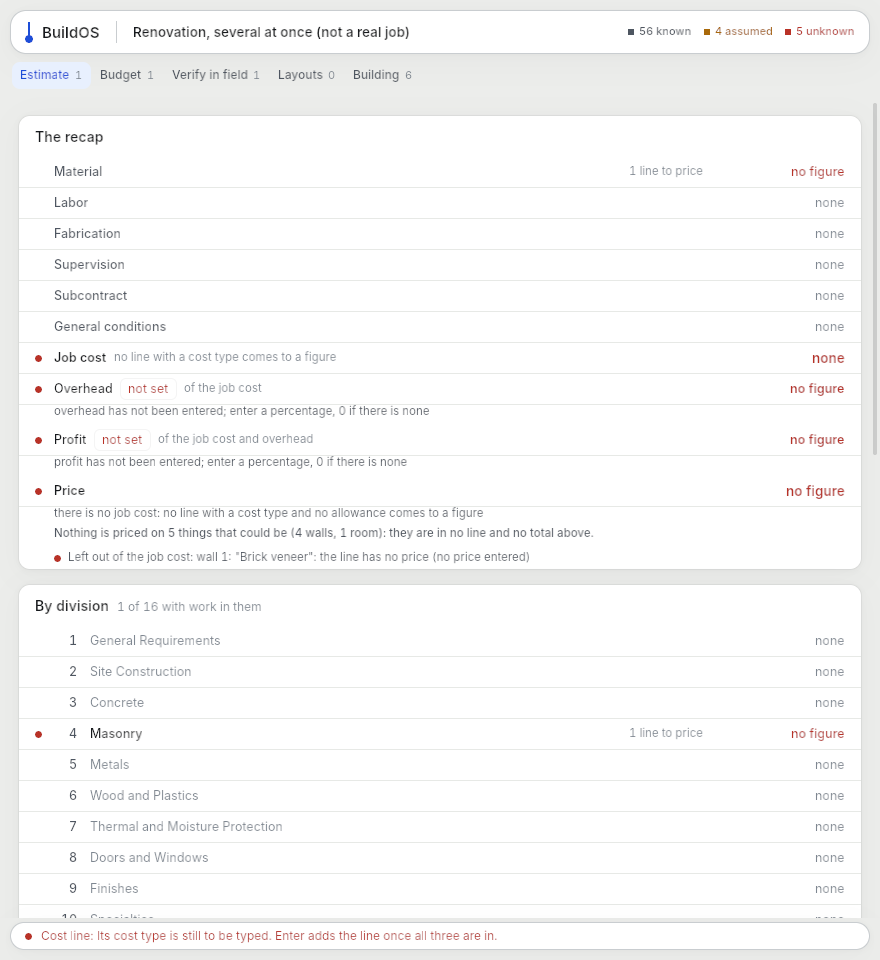 BuildOS Renovation, several at once (not a real job) 56 known 4 assumed 5 unknown
Estimate 1 Budget 1 Verify in field 1 Layouts 0 Building 6
The recap
Material 1 line to price no figure
Labor none
Fabrication none
Supervision none
Subcontract none
General conditions none
Job cost no line with a cost type comes to a figure none
Overhead not set of the job cost no figure
overhead has not been entered; enter a percentage, 0 if there is none
Profit not set of the job cost and overhead no figure
profit has not been entered; enter a percentage, 0 if there is none
Price no figure
there is no job cost: no line with a cost type and no allowance comes to a figure
Nothing is priced on 5 things that could be (4 walls, 1 room): they are in no line and no total above.
Left out of the job cost: wall 1: "Brick veneer": the line has no price (no price entered)
By division 1 of 16 with work in them
1 General Requirements none
2 Site Construction none
3 Concrete none
4 Masonry 1 line to price no figure
5 Metals none
6 Wood and Plastics none
7 Thermal and Moisture Protection none
8 Doors and Windows none
9 Finishes none
10 Specialties none
Cost line: Its cost type is still to be typed. Enter adds the line once all three are in.